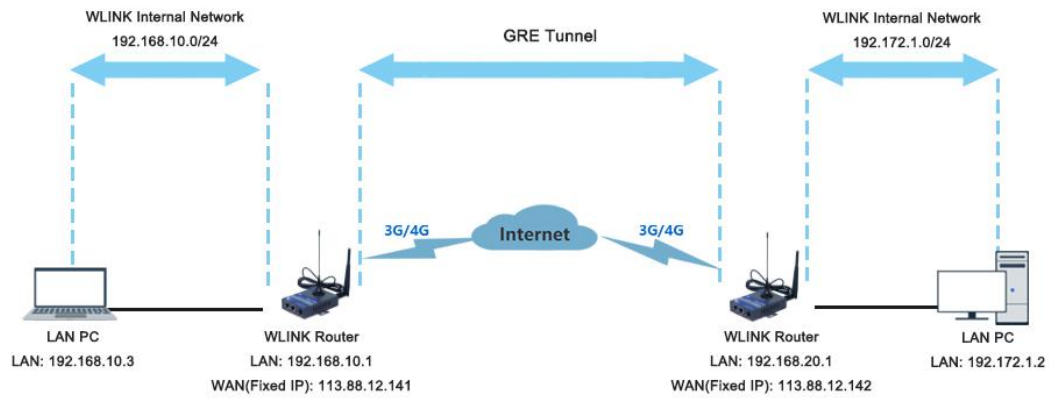 WLINK Internal Network
192.168.10.0/24
GRE Tunnel
WLINK Internal Network
192.172.1.0/24
3G/4G
Internet
3G/4G
LAN PC
LAN: 192.168.10.3
WLINK Router
LAN: 192.168.10.1
WAN(Fixed IP): 113.88.12.141
WLINK Router
LAN: 192.168.20.1
WAN(Fixed IP): 113.88.12.142
LAN PC
LAN: 192.172.1.2